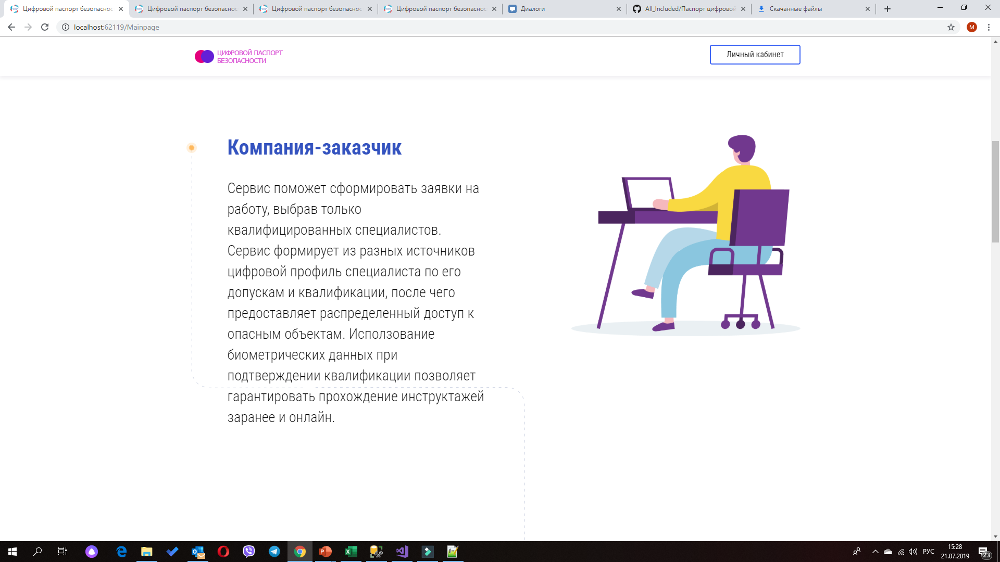 Цифровой паспорт безопаснос
Цифровой паспорт безопаснос
Цифровой паспорт безопаснос
Цифровой паспорт безопаснос
Диалоги
All_Included/Паспорт цифровой
Скачанные файлы
localhost:62119/Mainpage
M
ЦИФРОВОЙ ПАСПОРТ
БЕЗОПАСНОСТИ
Личный кабинет
Компания-заказчик
Сервис поможет сформировать заявки на
работу, выбрав только
квалифицированных специалистов.
Сервис формирует из разных источников
цифровой профиль специалиста по его
допускам и квалификации, после чего
предоставляет распределенный доступ к
опасным объектам. Исползование
биометрических данных при
подтверждении квалификации позволяет
гарантировать прохождение инструктажей
заранее и онлайн.
РУС
15:28
21.07.2019
23